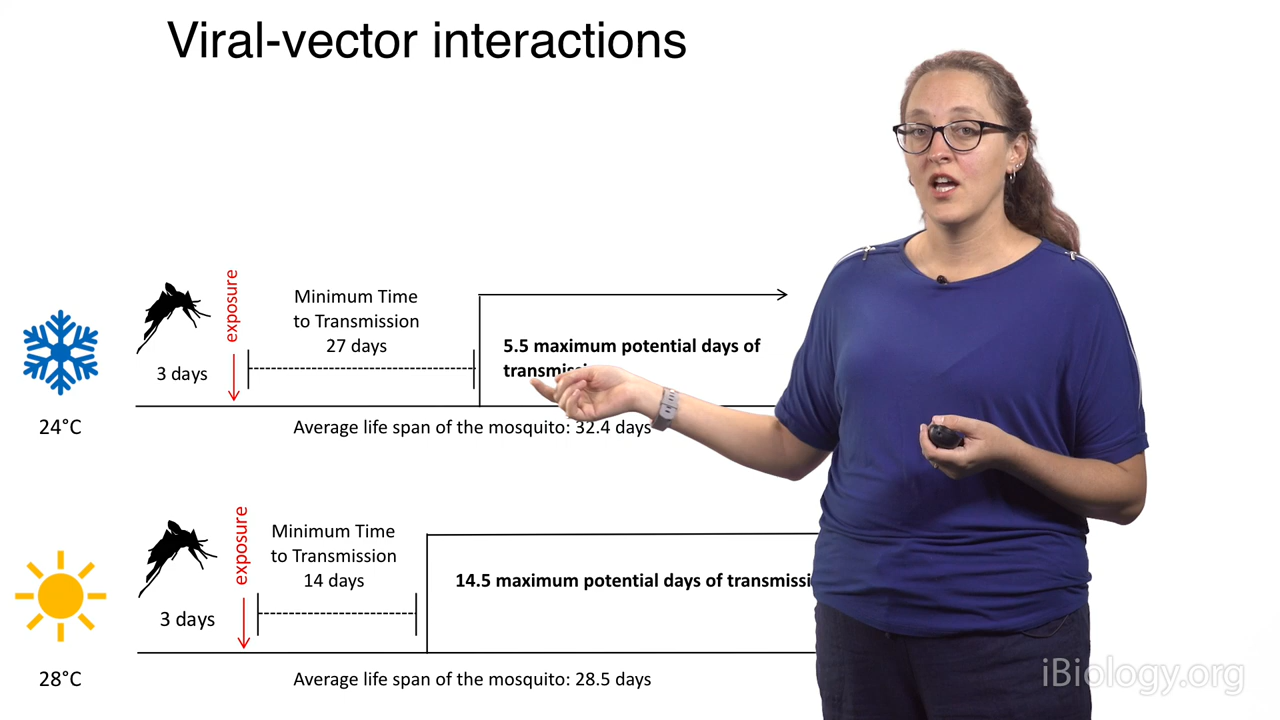 Viral-vector interactions
exposure
Minimum Time
to Transmission
27 days
3 days
5.5 maximum potential days of
24°C
Average life span of the mosquito: 32.4 days
exposure
Minimum Time
to Transmission
14 days
3 days
14.5 maximum potential days of
28°C
Average life span of the mosquito: 28.5 days
iBiology.org